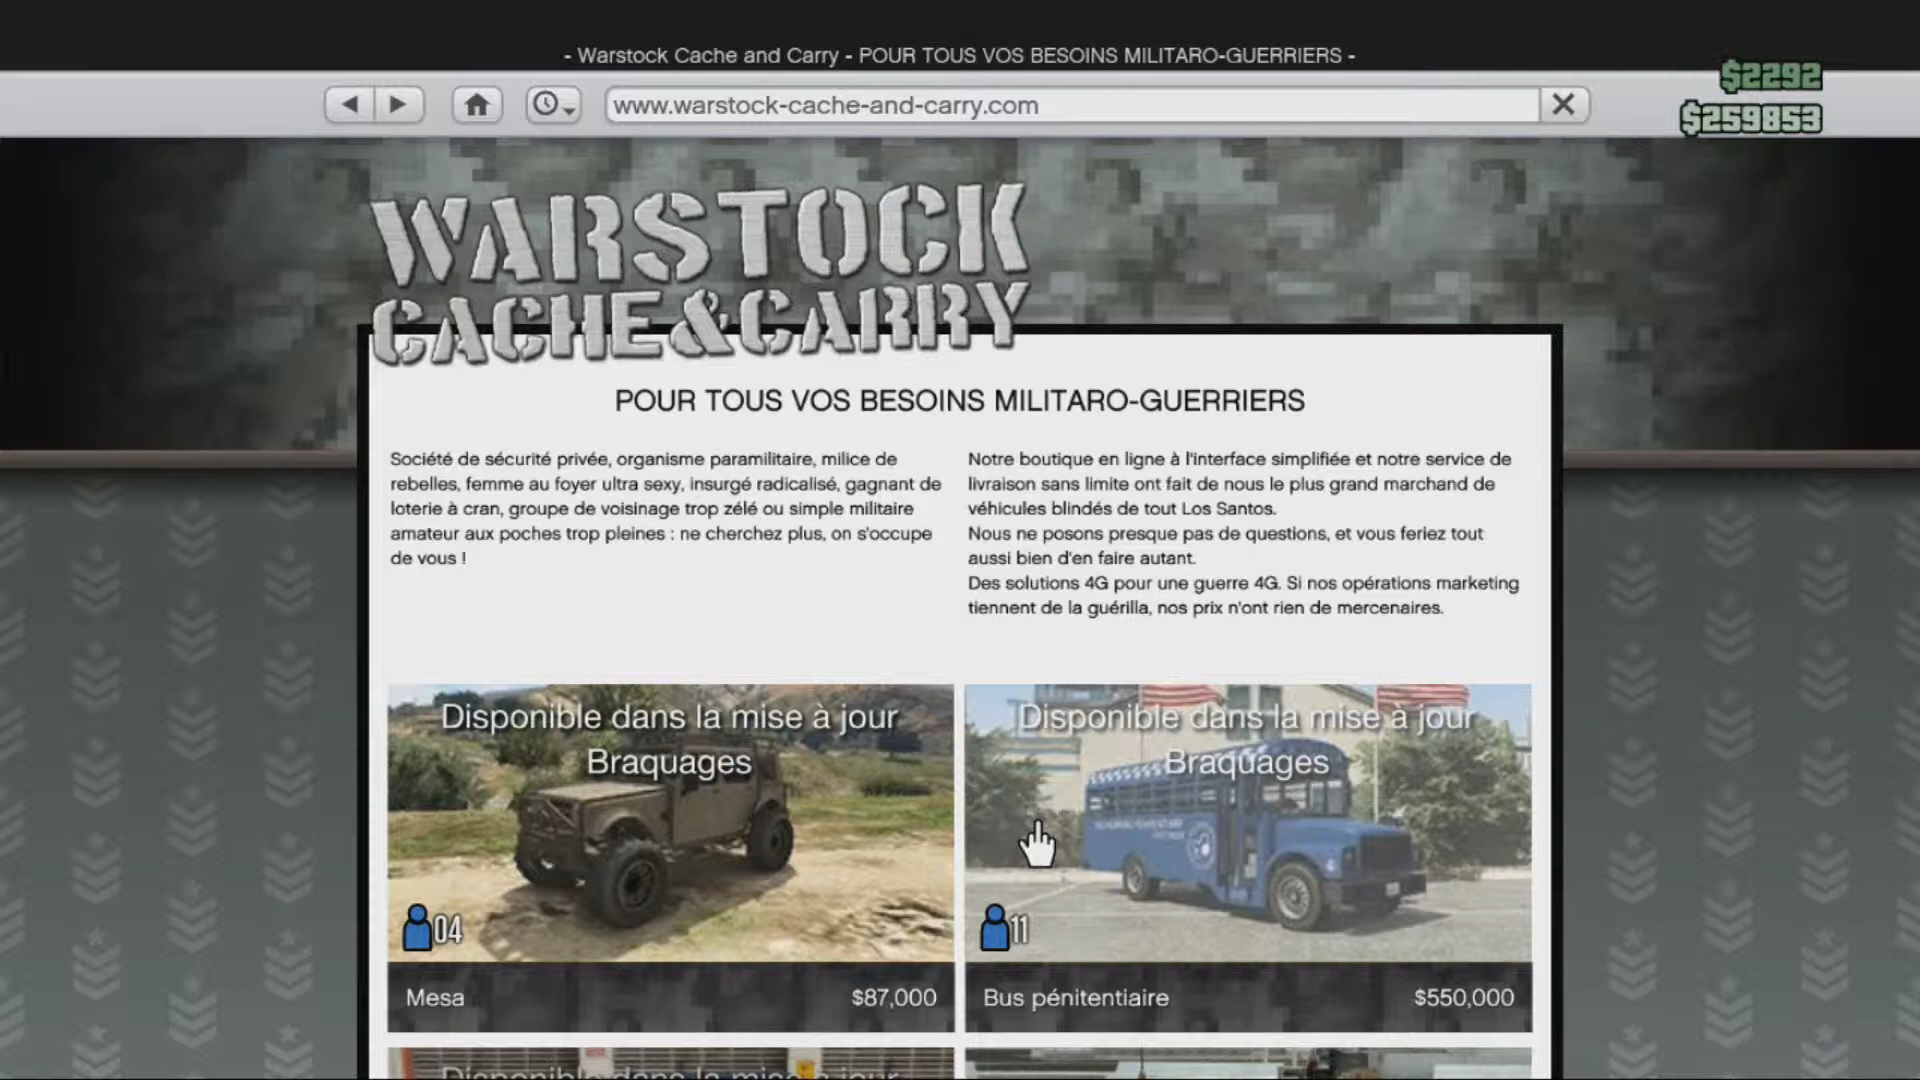 - Warstock Cache and Carry - POUR TOUS VOS BESOINS MILITARO-GUERRIERS -
$2292
www.warstock-cache-and-carry.com
$259853
WARSTOCK
CACHE&CARRY
POUR TOUS VOS BESOINS MILITARO-GUERRIERS
Société de sécurité privée, organisme paramilitaire, milice de
rebelles, femme au foyer ultra sexy, insurgé radicalisé, gagnant de
loterie à cran, groupe de voisinage trop zélé ou simple militaire
amateur aux poches trop pleines : ne cherchez plus, on s'occupe
de vous !
Notre boutique en ligne à l'interface simplifiée et notre service de
livraison sans limite ont fait de nous le plus grand marchand de
véhicules blindés de tout Los Santos.
Nous ne posons presque pas de questions, et vous feriez tout
aussi bien d'en faire autant.
Des solutions 4G pour une guerre 4G. Si nos opérations marketing
tiennent de la guérilla, nos prix n'ont rien de mercenaires.
Disponible dans la mise à jour
Braquages
04
Mesa
$87,000
Disponible dans la mise à jour
Braquages
11
Bus pénitentiaire
$550,000
Disponible dans la mise à jour